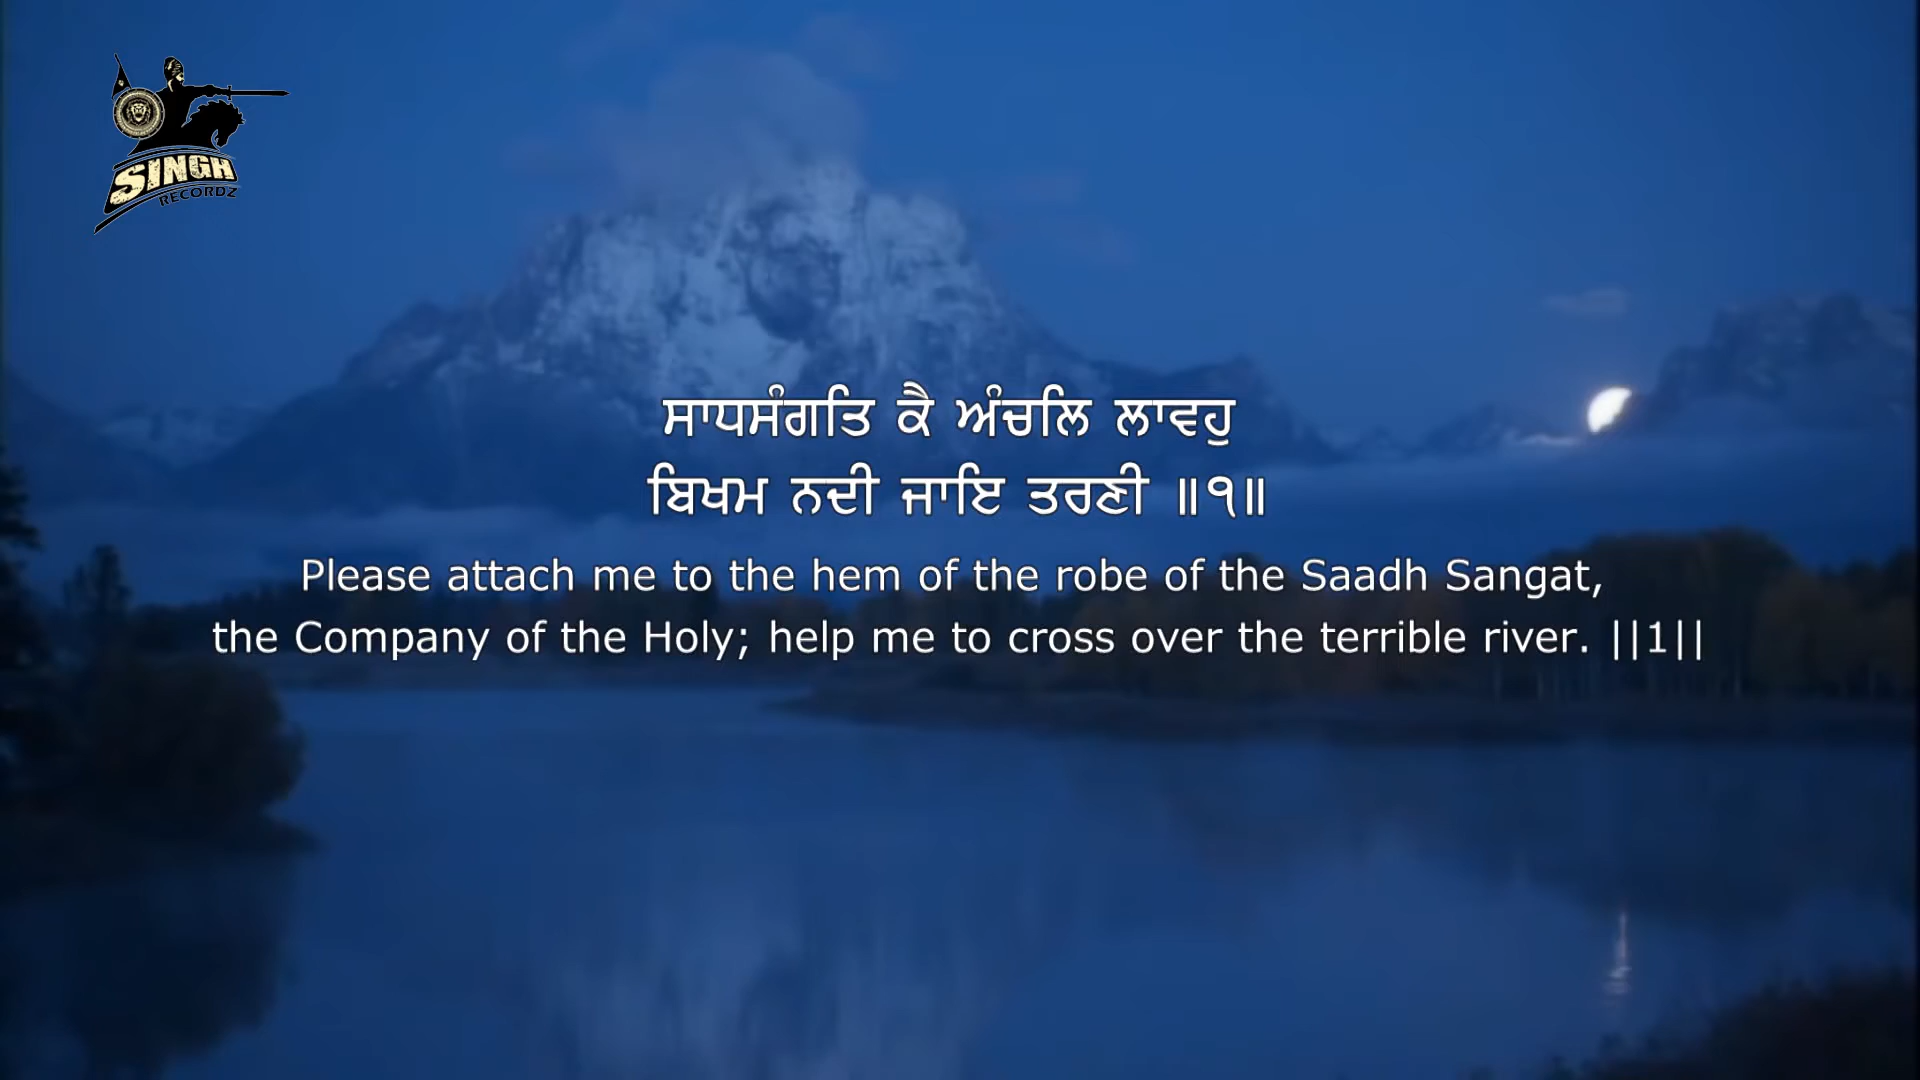 SINGH
RECORDZ
ਸਾਧਸੰਗਤਿ ਕੈ ਅੰਚਲਿ ਲਾਵਹੁ
ਬਿਖਮ ਨਦੀ ਜਾਇ ਤਰਣੀ ॥੧॥
Please attach me to the hem of the robe of the Saadh Sangat,
the Company of the Holy; help me to cross over the terrible river. ||1||